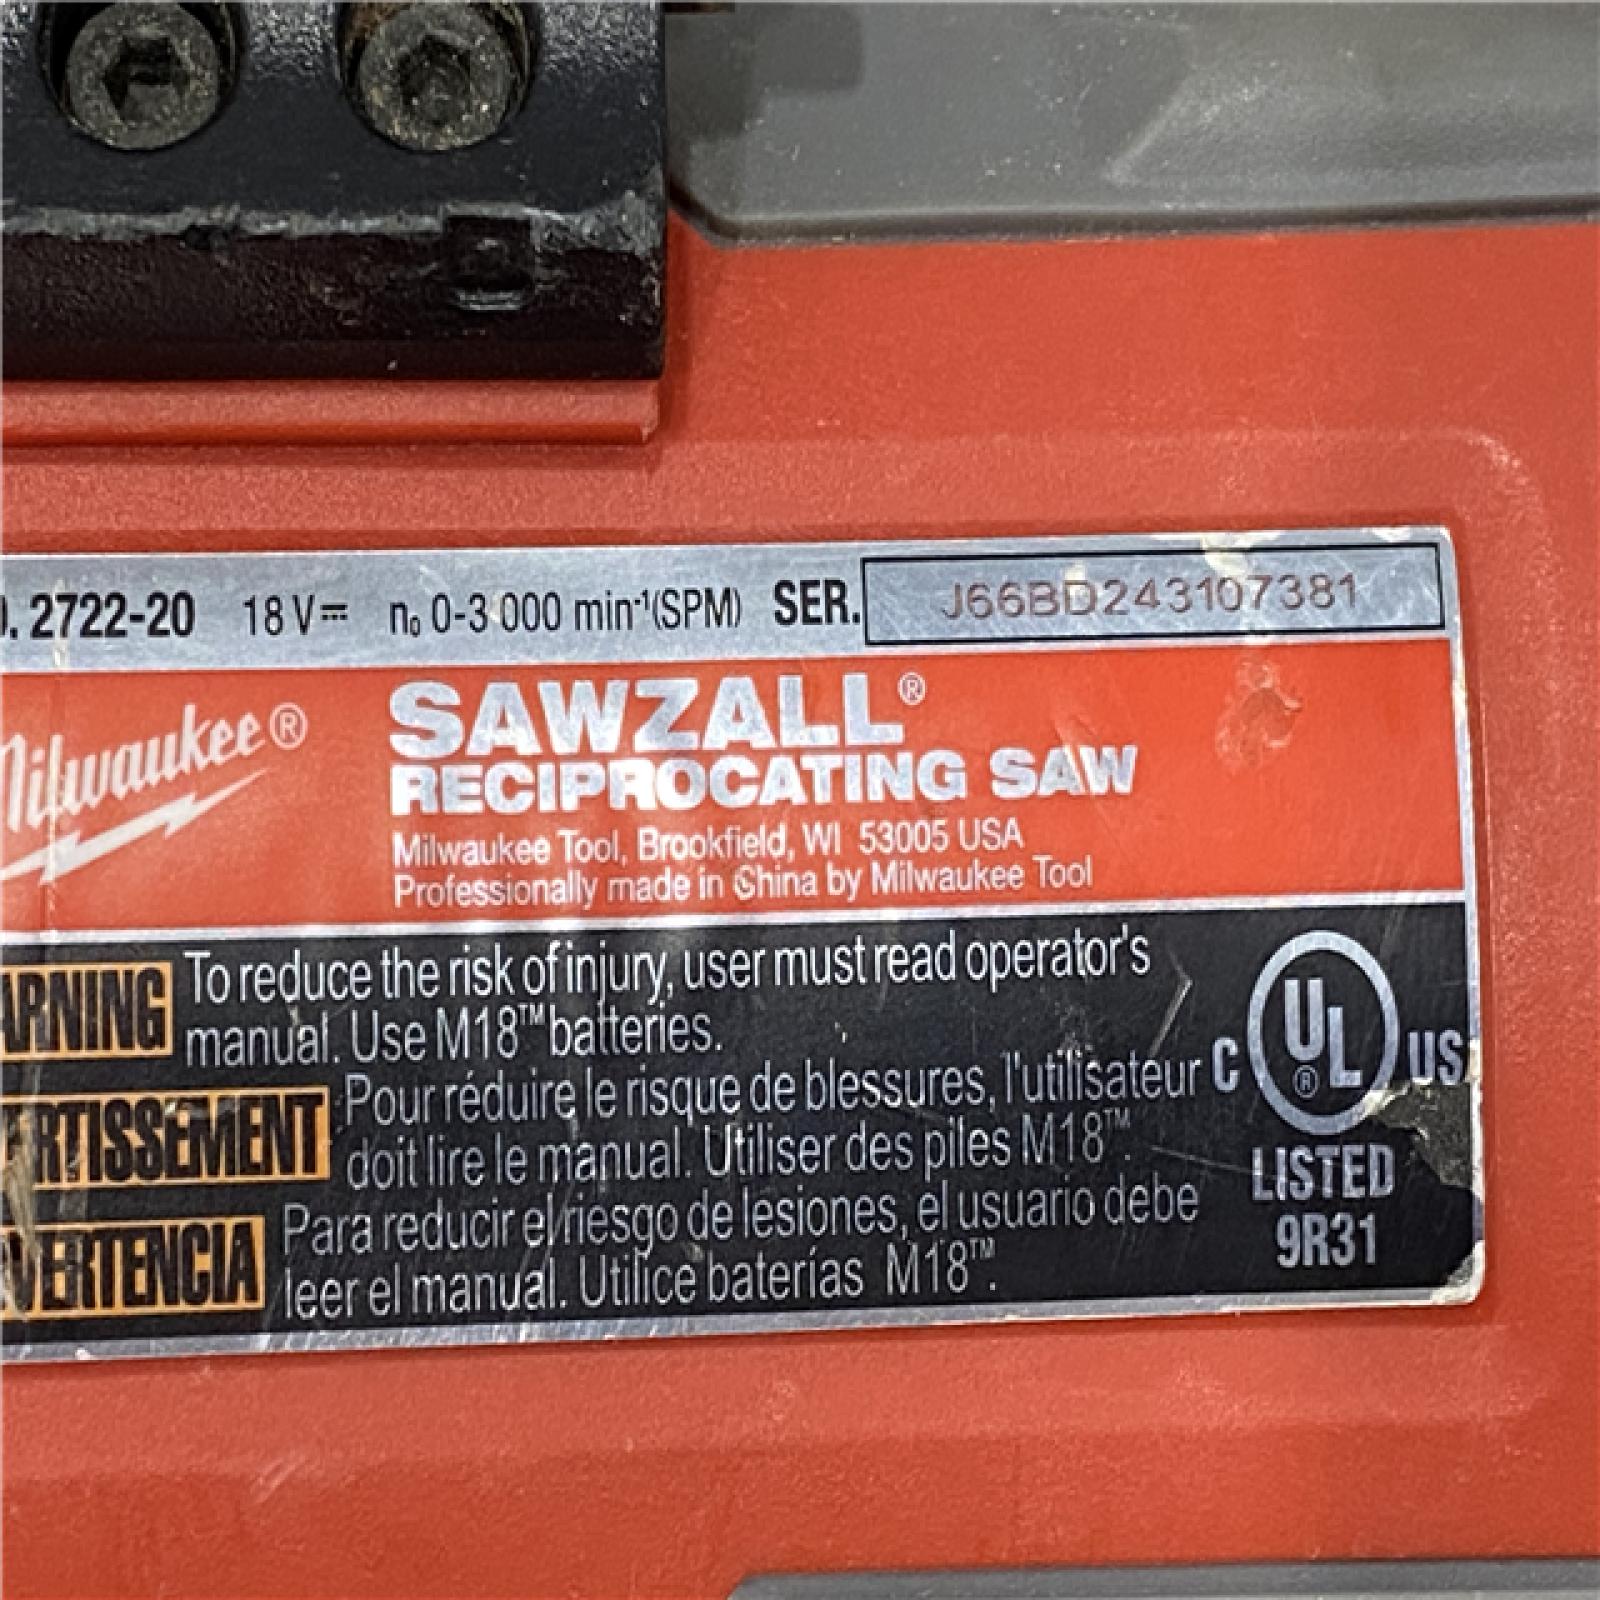 2722-20 18 V⎓ n₀ 0-3 000 min⁻¹(SPM) SER. J66BD243107381
Milwaukee®
SAWZALL®
RECIPROCATING SAW
Milwaukee Tool, Brookfield, WI 53005 USA
Professionally made in China by Milwaukee Tool
ARNING To reduce the risk of injury, user must read operator's
manual. Use M18™ batteries.
ERTISSEMENT Pour réduire le risque de blessures, l'utilisateur
doit lire le manual. Utiliser des piles M18™.
VERTENCIA Para reducir el riesgo de lesiones, el usuario debe
leer el manual. Utilice baterías M18™.
C UL® US
LISTED
9R31